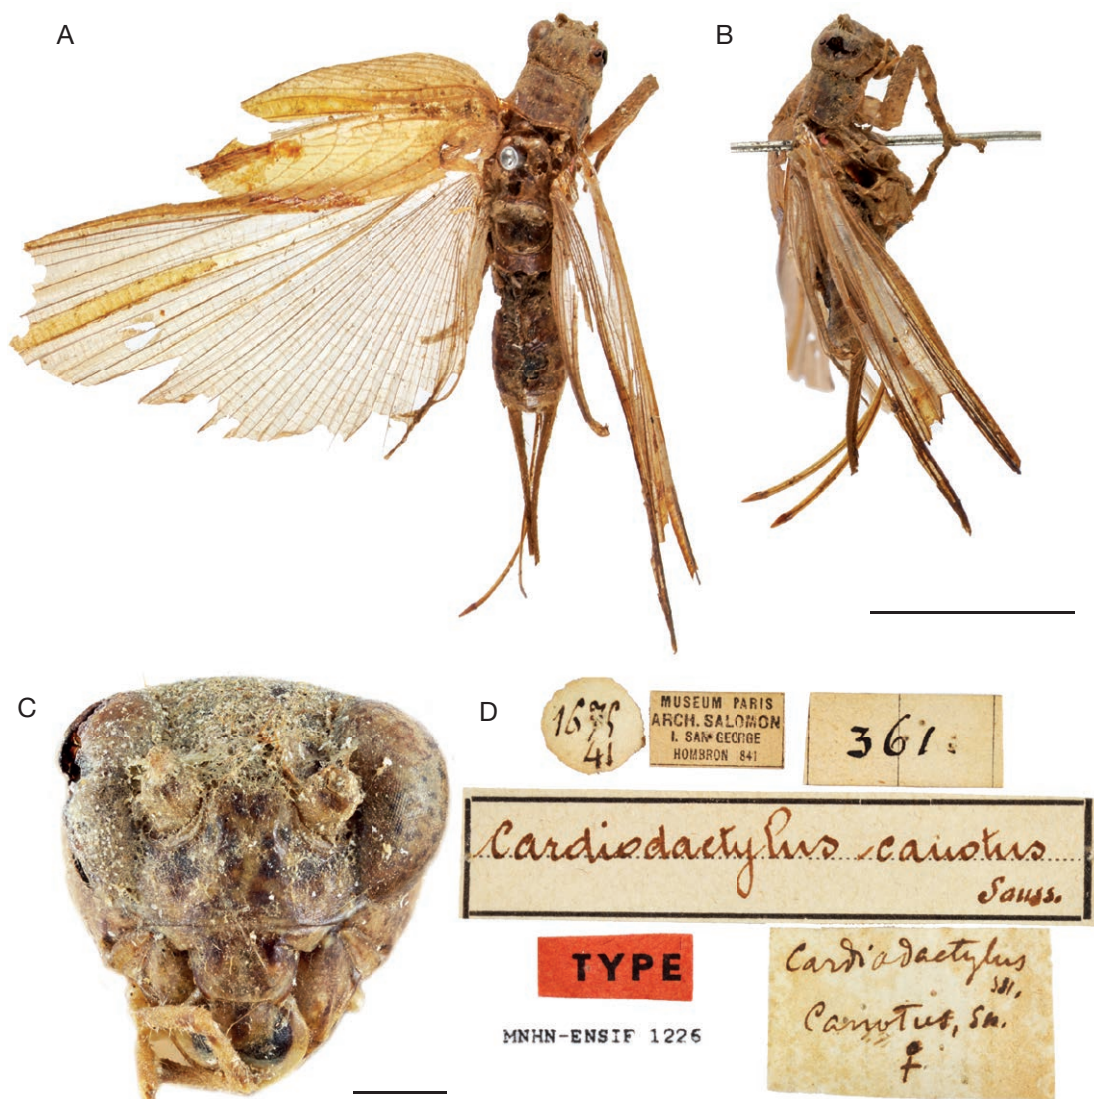 A
B
C
D
1675
41
MUSEUM PARIS
ARCH. SALOMON
I. SAN GEORGE
HOMBRON 841
361.
Cardiodactylus canotus
Sauss.
TYPE
MNHN-ENSIF 1226
Cardiodactylus
Canotus, Sn.
♀